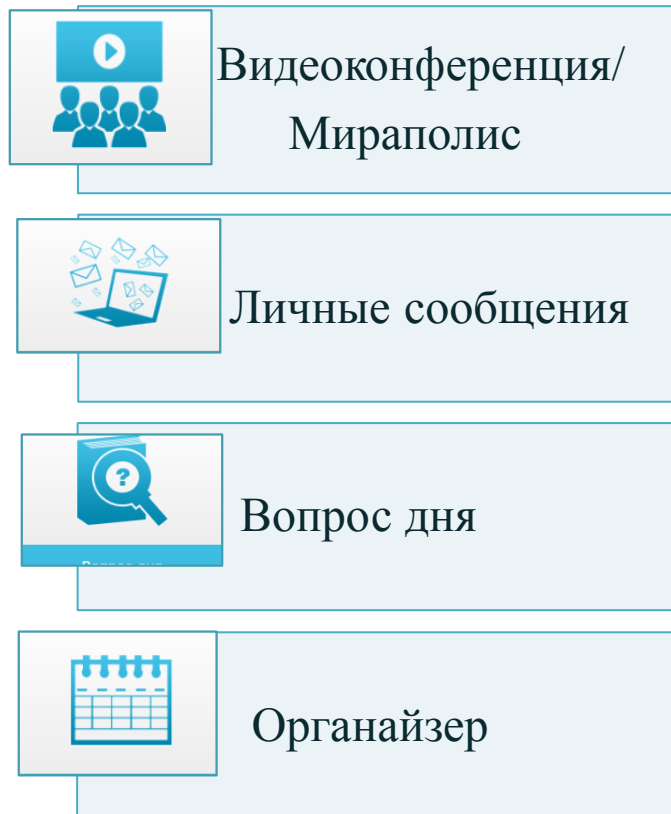 Видеоконференция/
Мираполис
Личные сообщения
?
Вопрос дня
Органайзер